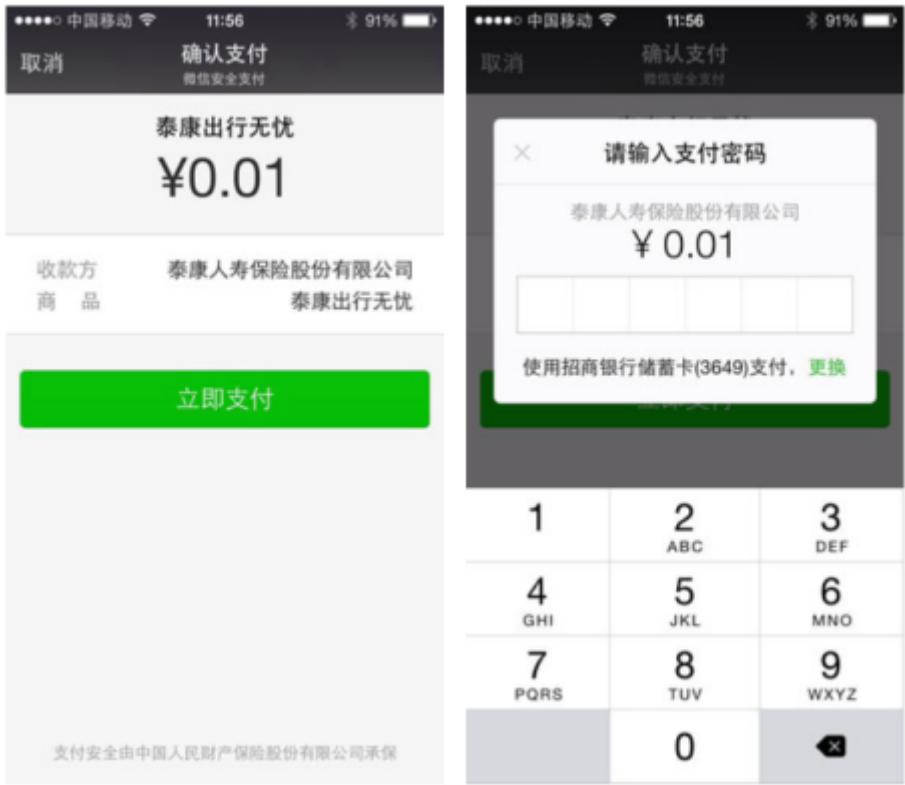 中国移动 11:56 91%
取消 确认支付
微信安全支付
泰康出行无忧
¥0.01
收款方 泰康人寿保险股份有限公司
商 品 泰康出行无忧
立即支付
支付安全由中国人民财产保险股份有限公司承保
中国移动 11:56 91%
取消 确认支付
微信安全支付
× 请输入支付密码
泰康人寿保险股份有限公司
¥ 0.01
使用招商银行储蓄卡(3649)支付，更换
立即支付
1 2 3
ABC DEF
4 5 6
GHI JKL MNO
7 8 9
PQRS TUV WXYZ
0